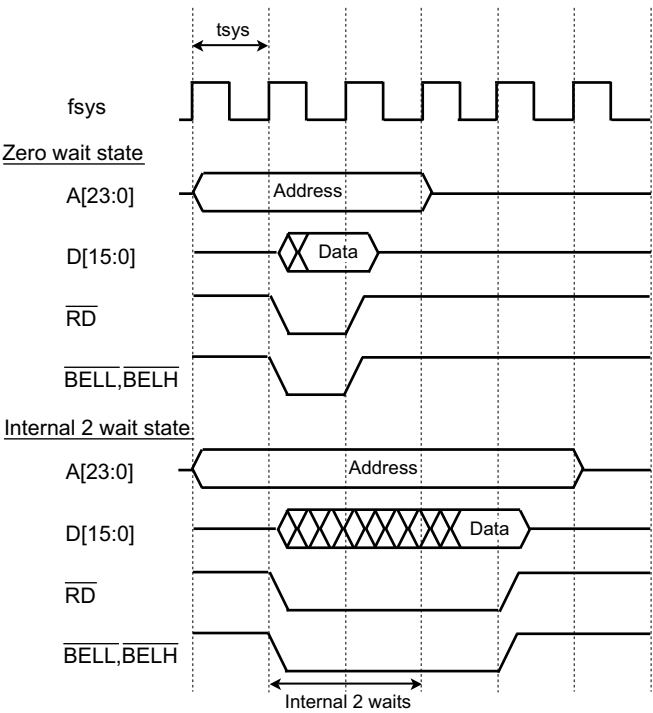 tsys
fsys
Zero wait state
A[23:0]
Address
D[15:0]
Data
RD
BELL,BELH
Internal 2 wait state
A[23:0]
Address
D[15:0]
Data
RD
BELL,BELH
Internal 2 waits